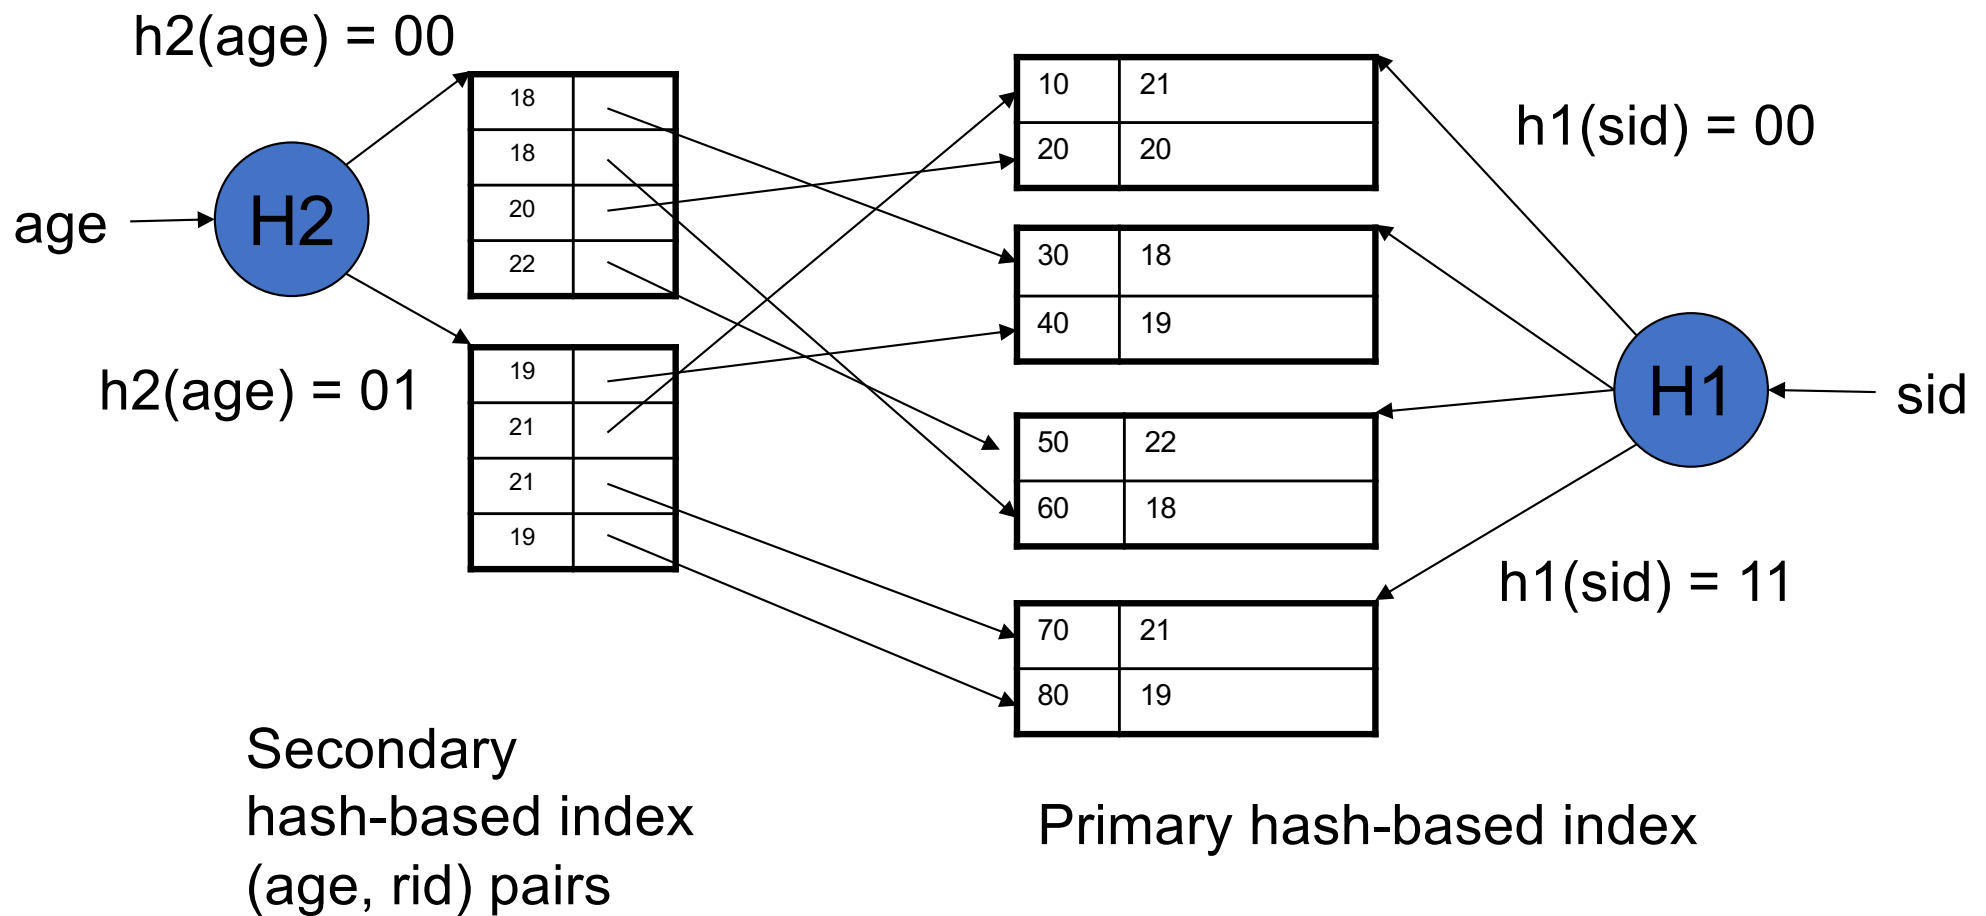 h2(age) = 00
18
18
20
22
age
H2
h2(age) = 01
19
21
21
19
10 21
20 20
30 18
40 19
50 22
60 18
70 21
80 19
h1(sid) = 00
H1
sid
h1(sid) = 11
Secondary
hash-based index
(age, rid) pairs
Primary hash-based index